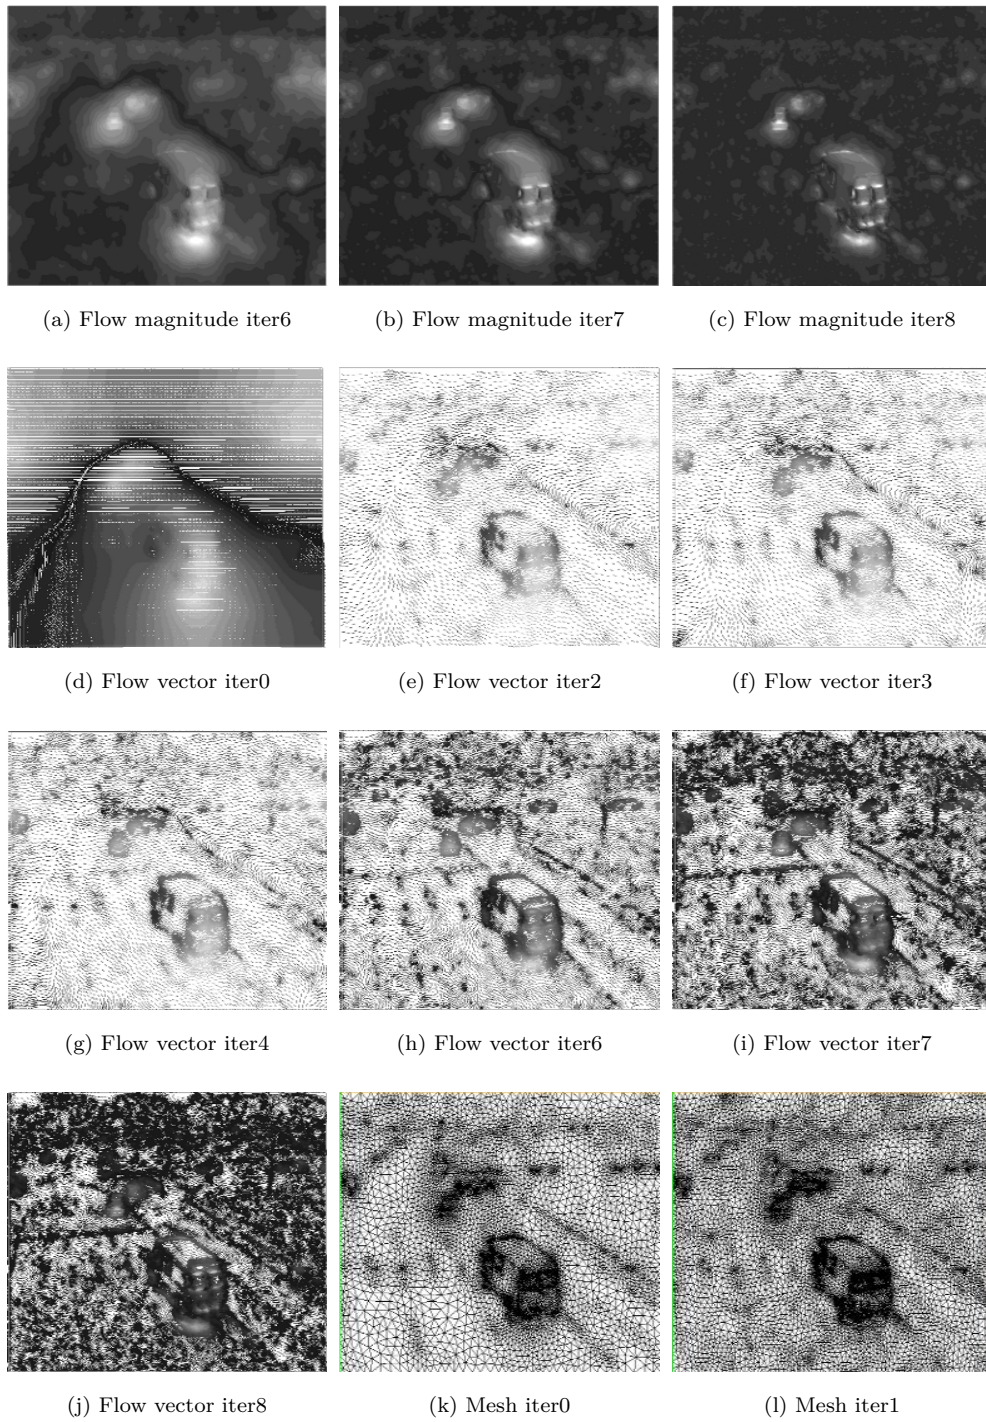 (a) Flow magnitude iter6
(b) Flow magnitude iter7
(c) Flow magnitude iter8
(d) Flow vector iter0
(e) Flow vector iter2
(f) Flow vector iter3
(g) Flow vector iter4
(h) Flow vector iter6
(i) Flow vector iter7
(j) Flow vector iter8
(k) Mesh iter0
(l) Mesh iter1